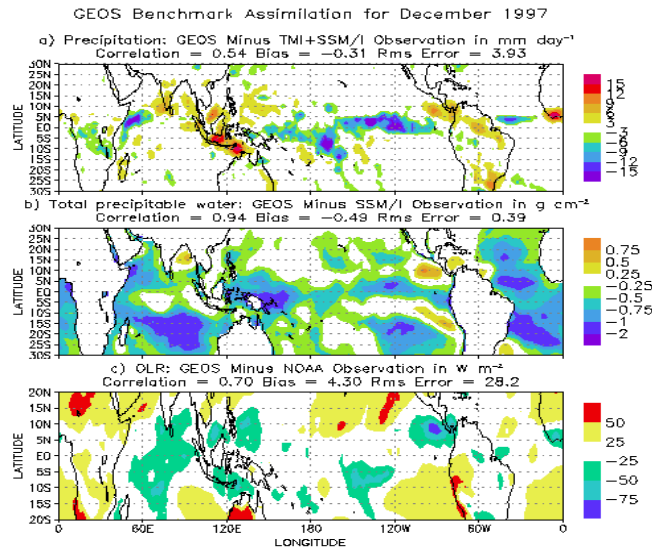 GEOS Benchmark Assimilation for December 1997
a) Precipitation: GEOS Minus TMI+SSM/I Observation in mm day⁻¹
Correlation = 0.54 Bias = −0.31 Rms Error = 3.93
30N
25N
20N
15N
10N
5N
EQ
5S
10S
15S
20S
25S
30S
LATITUDE
15
12
9
6
3
−3
−6
−9
−12
−15
b) Total precipitable water: GEOS Minus SSM/I Observation in g cm⁻²
Correlation = 0.94 Bias = −0.49 Rms Error = 0.39
30N
25N
20N
15N
10N
5N
EQ
5S
10S
15S
20S
25S
30S
LATITUDE
0.75
0.5
0.25
−0.25
−0.5
−0.75
−1
−2
c) OLR: GEOS Minus NOAA Observation in W m⁻²
Correlation = 0.70 Bias = 4.30 Rms Error = 28.2
20N
15N
10N
5N
EQ
5S
10S
15S
20S
LATITUDE
50
25
−25
−50
−75
0 60E 120E 180 120W 60W 0
LONGITUDE